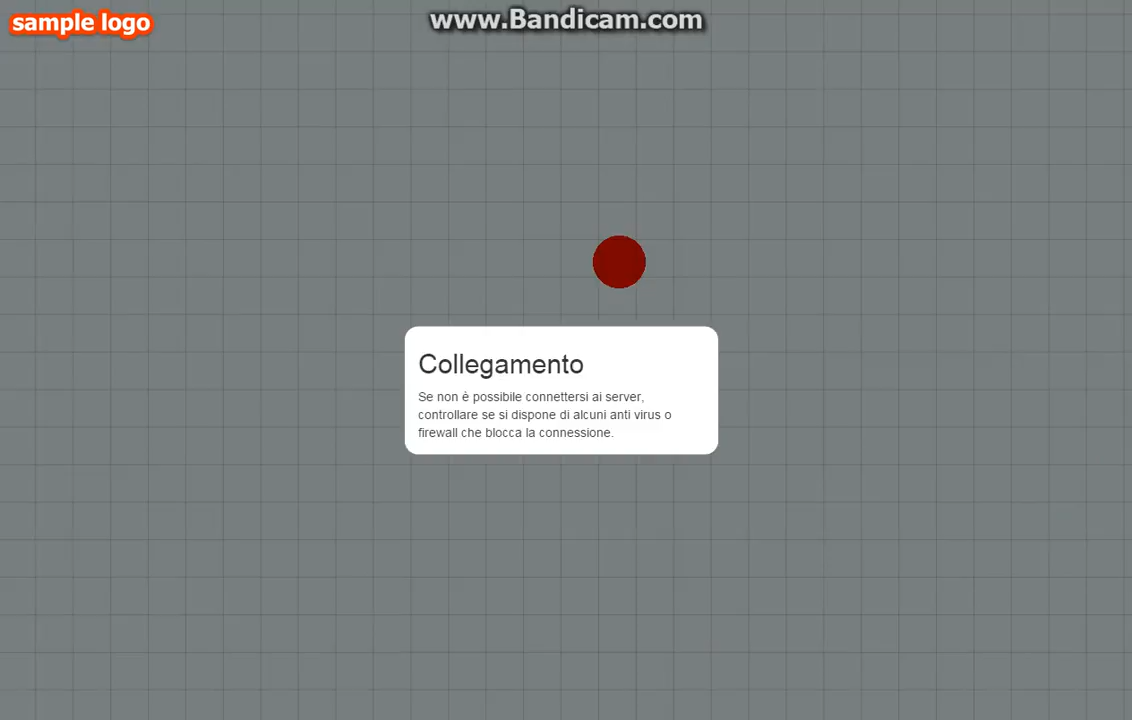 sample logo
www.Bandicam.com
Collegamento
Se non è possibile connettersi ai server,
controllare se si dispone di alcuni anti virus o
firewall che blocca la connessione.